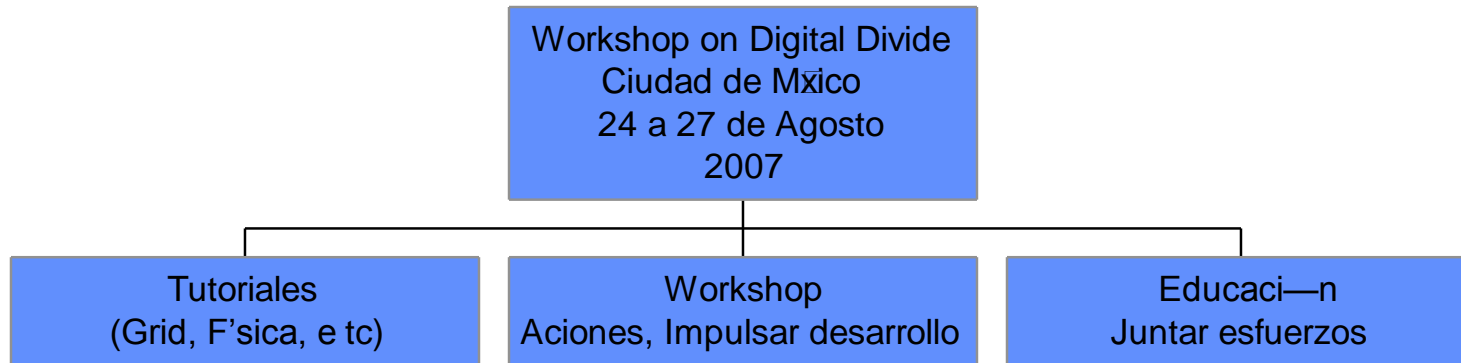 Workshop on Digital Divide
Ciudad de Mxico
24 a 27 de Agosto
2007
Tutoriales
(Grid, F’sica, e tc)
Workshop
Aciones, Impulsar desarrollo
Educaci—n
Juntar esfuerzos